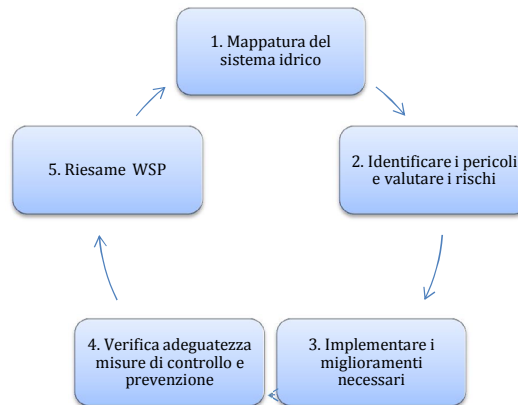 1. Mappatura del
sistema idrico
2. Identificare i pericoli
e valutare i rischi
3. Implementare i
miglioramenti
necessari
4. Verifica adeguatezza
misure di controllo e
prevenzione
5. Riesame WSP